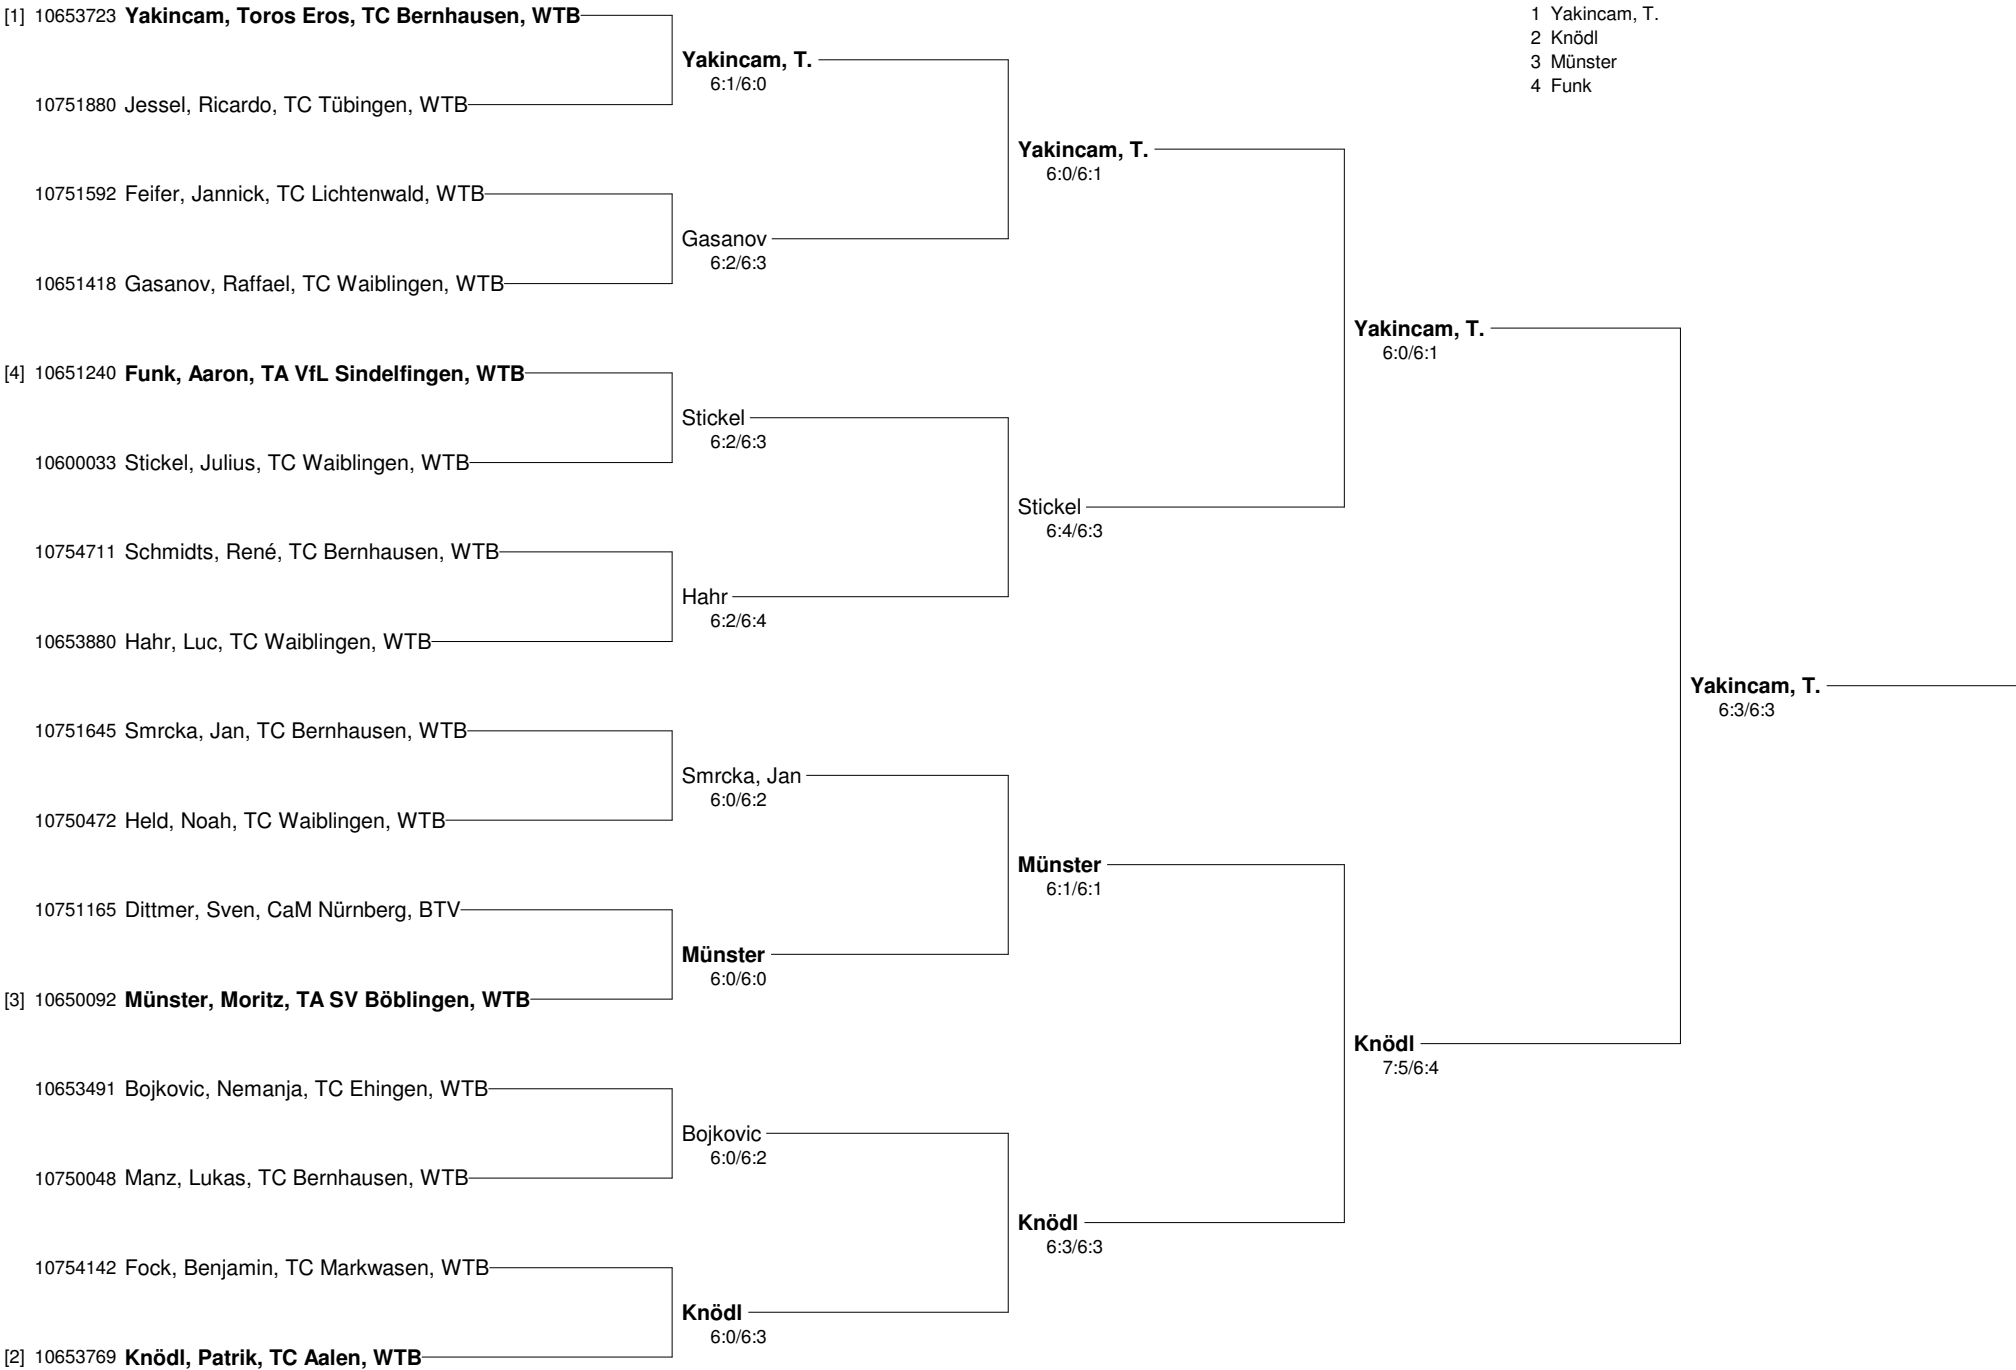 [1] 10653723 Yakincam, Toros Eros, TC Bernhausen, WTB
10751880 Jessel, Ricardo, TC Tübingen, WTB
10751592 Feifer, Jannick, TC Lichtenwald, WTB
10651418 Gasanov, Raffael, TC Waiblingen, WTB
[4] 10651240 Funk, Aaron, TA VfL Sindelfingen, WTB
10600033 Stickel, Julius, TC Waiblingen, WTB
10754711 Schmidts, René, TC Bernhausen, WTB
10653880 Hahr, Luc, TC Waiblingen, WTB
10751645 Smrcka, Jan, TC Bernhausen, WTB
10750472 Held, Noah, TC Waiblingen, WTB
10751165 Dittmer, Sven, CaM Nürnberg, BTV
[3] 10650092 Münster, Moritz, TA SV Böblingen, WTB
10653491 Bojkovic, Nemanja, TC Ehingen, WTB
10750048 Manz, Lukas, TC Bernhausen, WTB
10754142 Fock, Benjamin, TC Markwasen, WTB
[2] 10653769 Knödl, Patrik, TC Aalen, WTB
Yakincam, T.
6:1/6:0
Gasanov
6:2/6:3
Stickel
6:2/6:3
Hahr
6:2/6:4
Smrcka, Jan
6:0/6:2
Münster
6:0/6:0
Bojkovic
6:0/6:2
Knödl
6:0/6:3
Yakincam, T.
6:0/6:1
Stickel
6:4/6:3
Münster
6:1/6:1
Knödl
6:3/6:3
Yakincam, T.
6:0/6:1
Knödl
7:5/6:4
Yakincam, T.
6:3/6:3
1 Yakincam, T.
2 Knödl
3 Münster
4 Funk